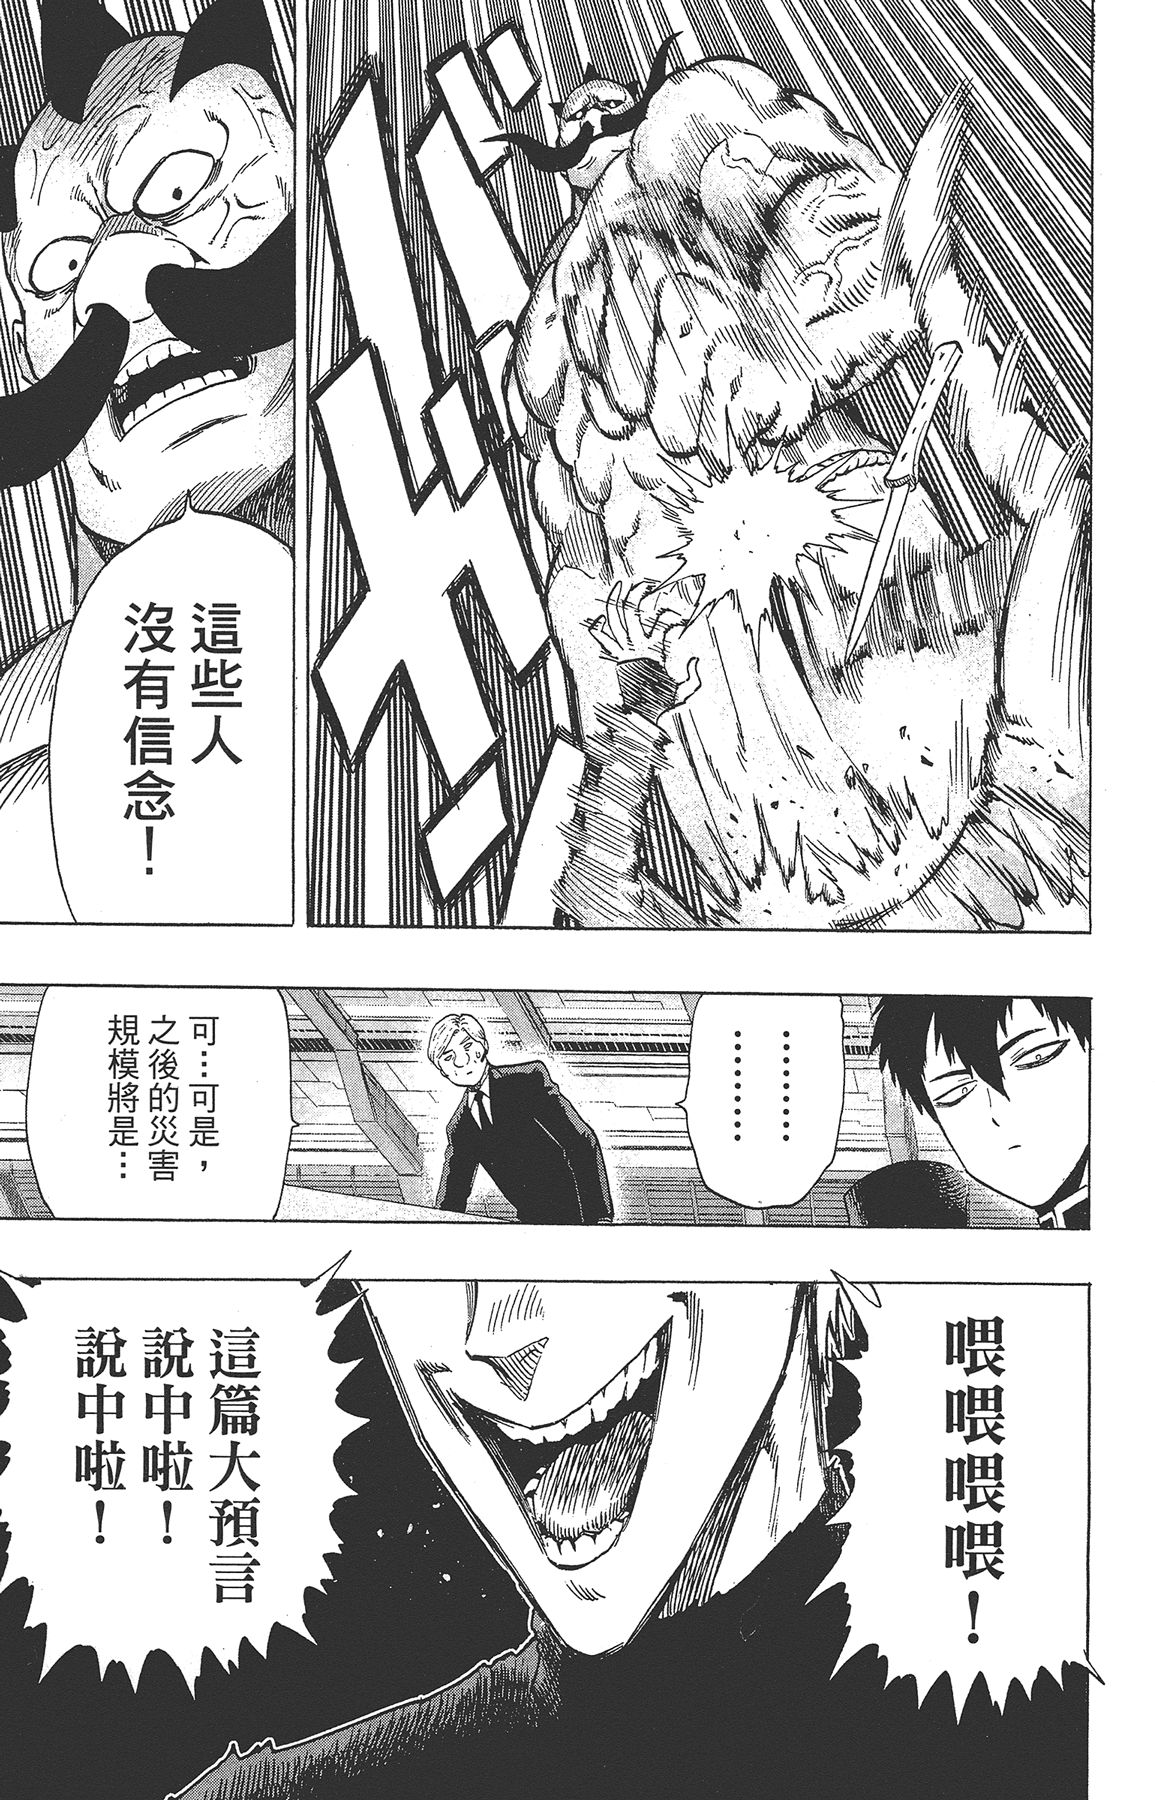 這些人
沒有信念！
…………
…………
可…可是，
之後的災害
規模將是…
喂喂喂喂！
這篇大預言
說中啦！
說中啦！